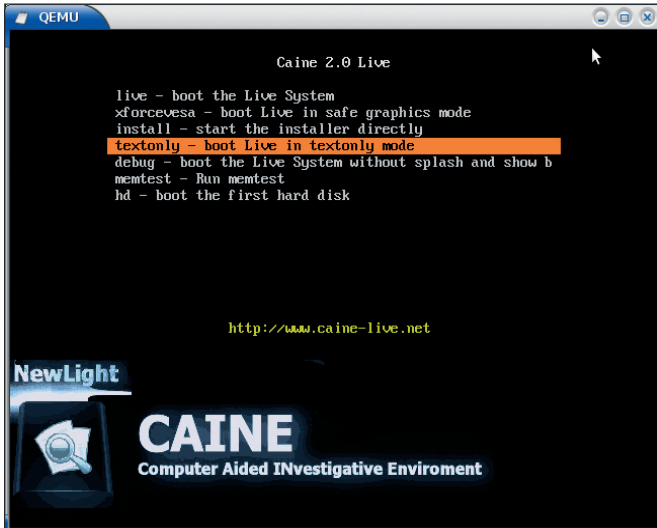 QEMU
Caine 2.0 Live
live - boot the Live System
xforcevesa - boot Live in safe graphics mode
install - start the installer directly
textonly - boot Live in textonly mode
debug - boot the Live System without splash and show b
memtest - Run memtest
hd - boot the first hard disk
http://www.caine-live.net
NewLight
CAINE
Computer Aided INvestigative Enviroment